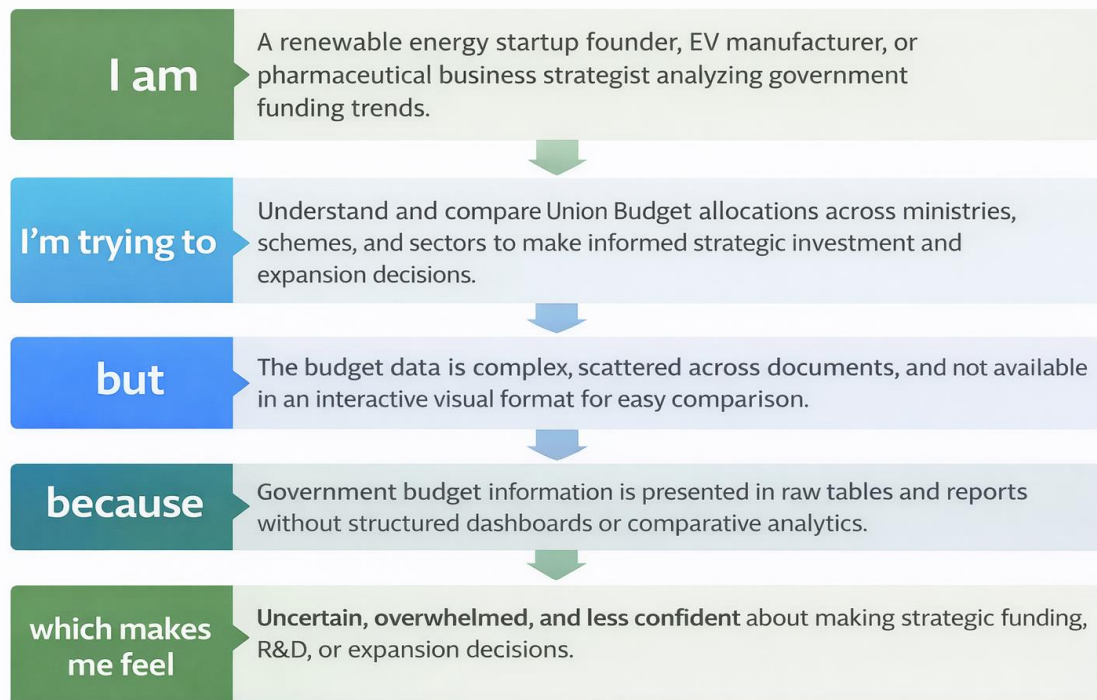 I am
A renewable energy startup founder, EV manufacturer, or
pharmaceutical business strategist analyzing government
funding trends.
I'm trying to
Understand and compare Union Budget allocations across ministries,
schemes, and sectors to make informed strategic investment and
expansion decisions.
but
The budget data is complex, scattered across documents, and not available
in an interactive visual format for easy comparison.
because
Government budget information is presented in raw tables and reports
without structured dashboards or comparative analytics.
which makes
me feel
Uncertain, overwhelmed, and less confident about making strategic funding,
R&D, or expansion decisions.